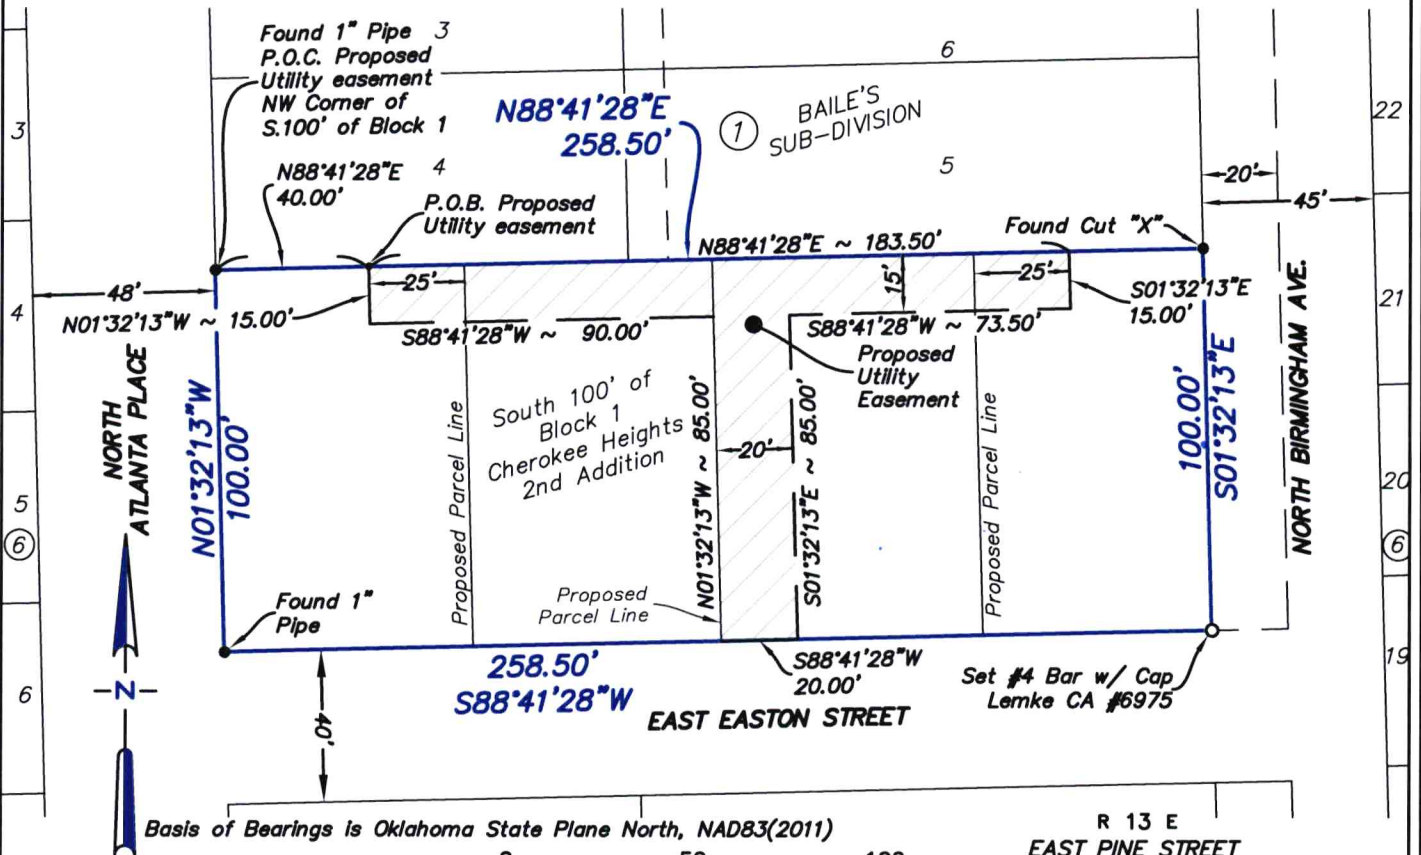 Found 1" Pipe
P.O.C. Proposed
Utility easement
NW Corner of
S.100' of Block 1
3
6
N88°41'28"E
258.50'
1
BAILE'S
SUB-DIVISION
22
3
N88°41'28"E
40.00'
4
5
20'
45'
P.O.B. Proposed
Utility easement
Found Cut "X"
N88°41'28"E ~ 183.50'
48'
25'
15'
25'
S01°32'13"E
15.00'
21
4
N01°32'13"W ~ 15.00'
S88°41'28"W ~ 90.00'
S88°41'28"W ~ 73.50'
Proposed
Utility
Easement
NORTH
ATLANTA PLACE
N01°32'13"W
100.00'
Proposed Parcel Line
South 100' of
Block 1
Cherokee Heights
2nd Addition
N01°32'13"W ~ 85.00'
20'
S01°32'13"E ~ 85.00'
Proposed Parcel Line
100.00'
S01°32'13"E
NORTH BIRMINGHAM AVE.
20
5
6
6
Found 1"
Pipe
Proposed
Parcel Line
N
6
258.50'
S88°41'28"W
S88°41'28"W
20.00'
Set #4 Bar w/ Cap
Lemke CA #6975
19
40'
EAST EASTON STREET
Basis of Bearings is Oklahoma State Plane North, NAD83(2011)
R 13 E
EAST PINE STREET